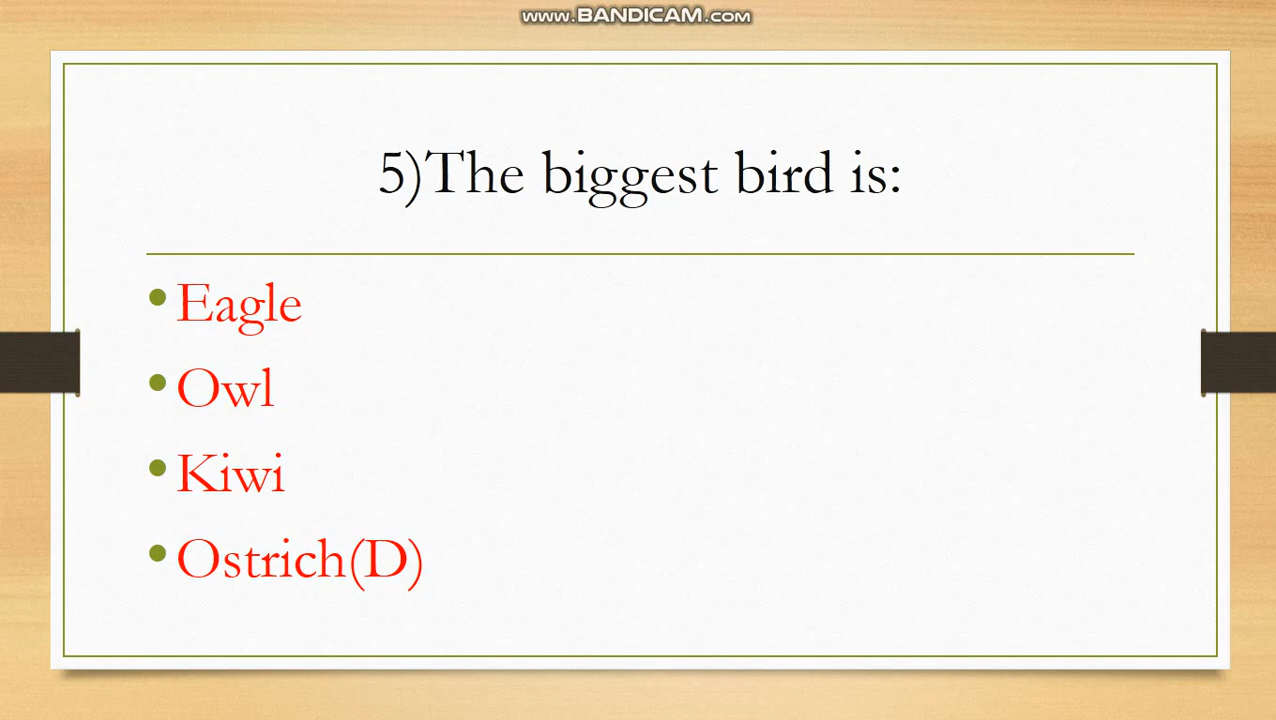 www.BANDICAM.com
5)The biggest bird is:
• Eagle
• Owl
• Kiwi
• Ostrich(D)